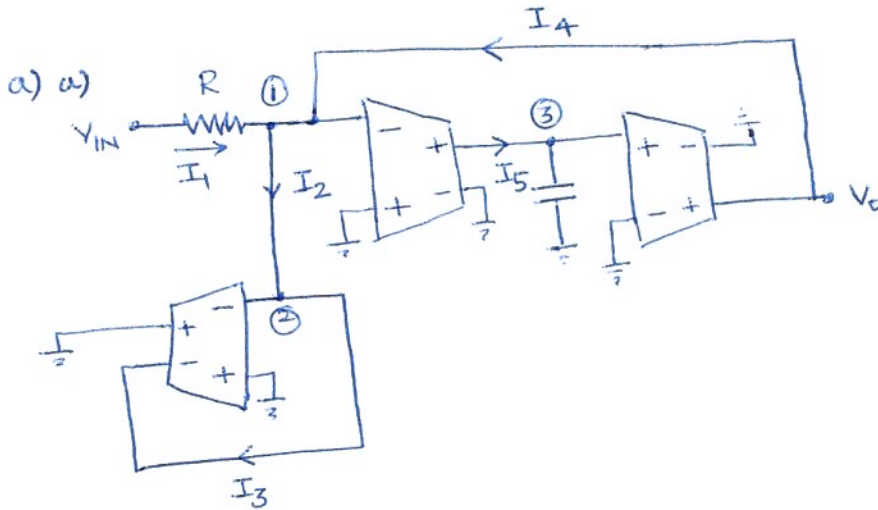 I4
a) a)
R
①
③
VIN
I1
I2
I5
-
+
+
-
+
-
-
+
Vo
②
-
+
-
+
I3